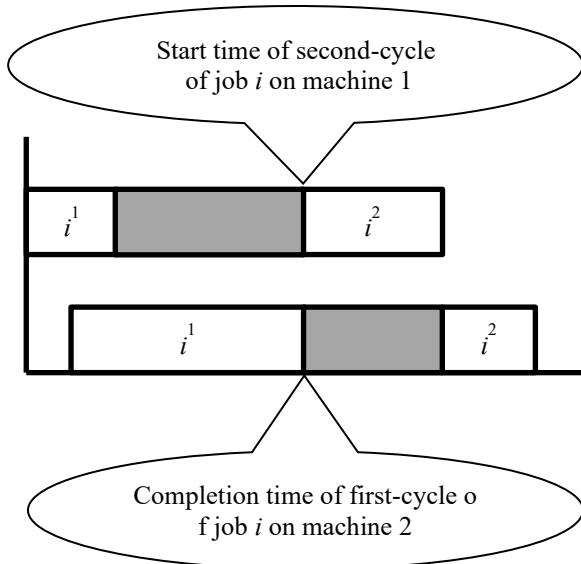 Start time of second-cycle
of job i on machine 1
i¹
i²
i¹
i²
Completion time of first-cycle o
f job i on machine 2